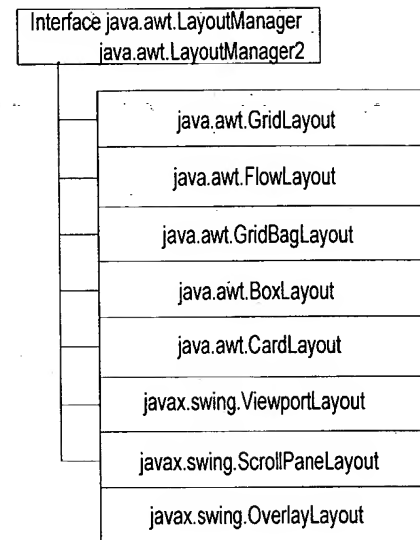 Interface java.awt.LayoutManager
java.awt.LayoutManager2
java.awt.GridLayout
java.awt.FlowLayout
java.awt.GridBagLayout
java.awt.BoxLayout
java.awt.CardLayout
javax.swing.ViewportLayout
javax.swing.ScrollPaneLayout
javax.swing.OverlayLayout